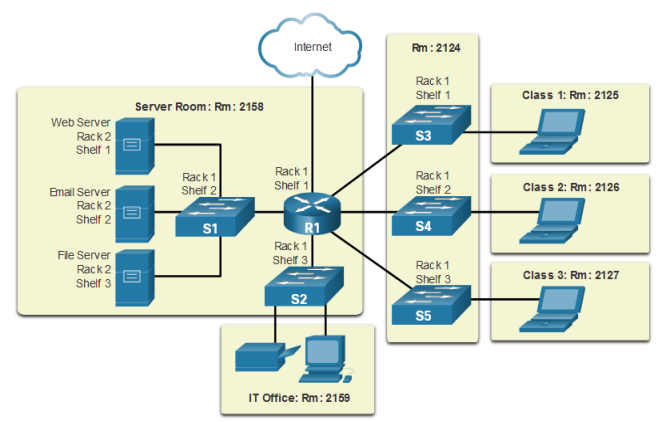 Internet
Rm: 2124
Rack 1
Shelf 1
S3
Class 1: Rm: 2125
Server Room: Rm: 2158
Web Server
Rack 2
Shelf 1
Rack 1
Shelf 2
S1
Rack 1
Shelf 1
R1
Rack 1
Shelf 2
S4
Class 2: Rm: 2126
Email Server
Rack 2
Shelf 2
File Server
Rack 2
Shelf 3
Rack 1
Shelf 3
S2
Rack 1
Shelf 3
S5
Class 3: Rm: 2127
IT Office: Rm: 2159